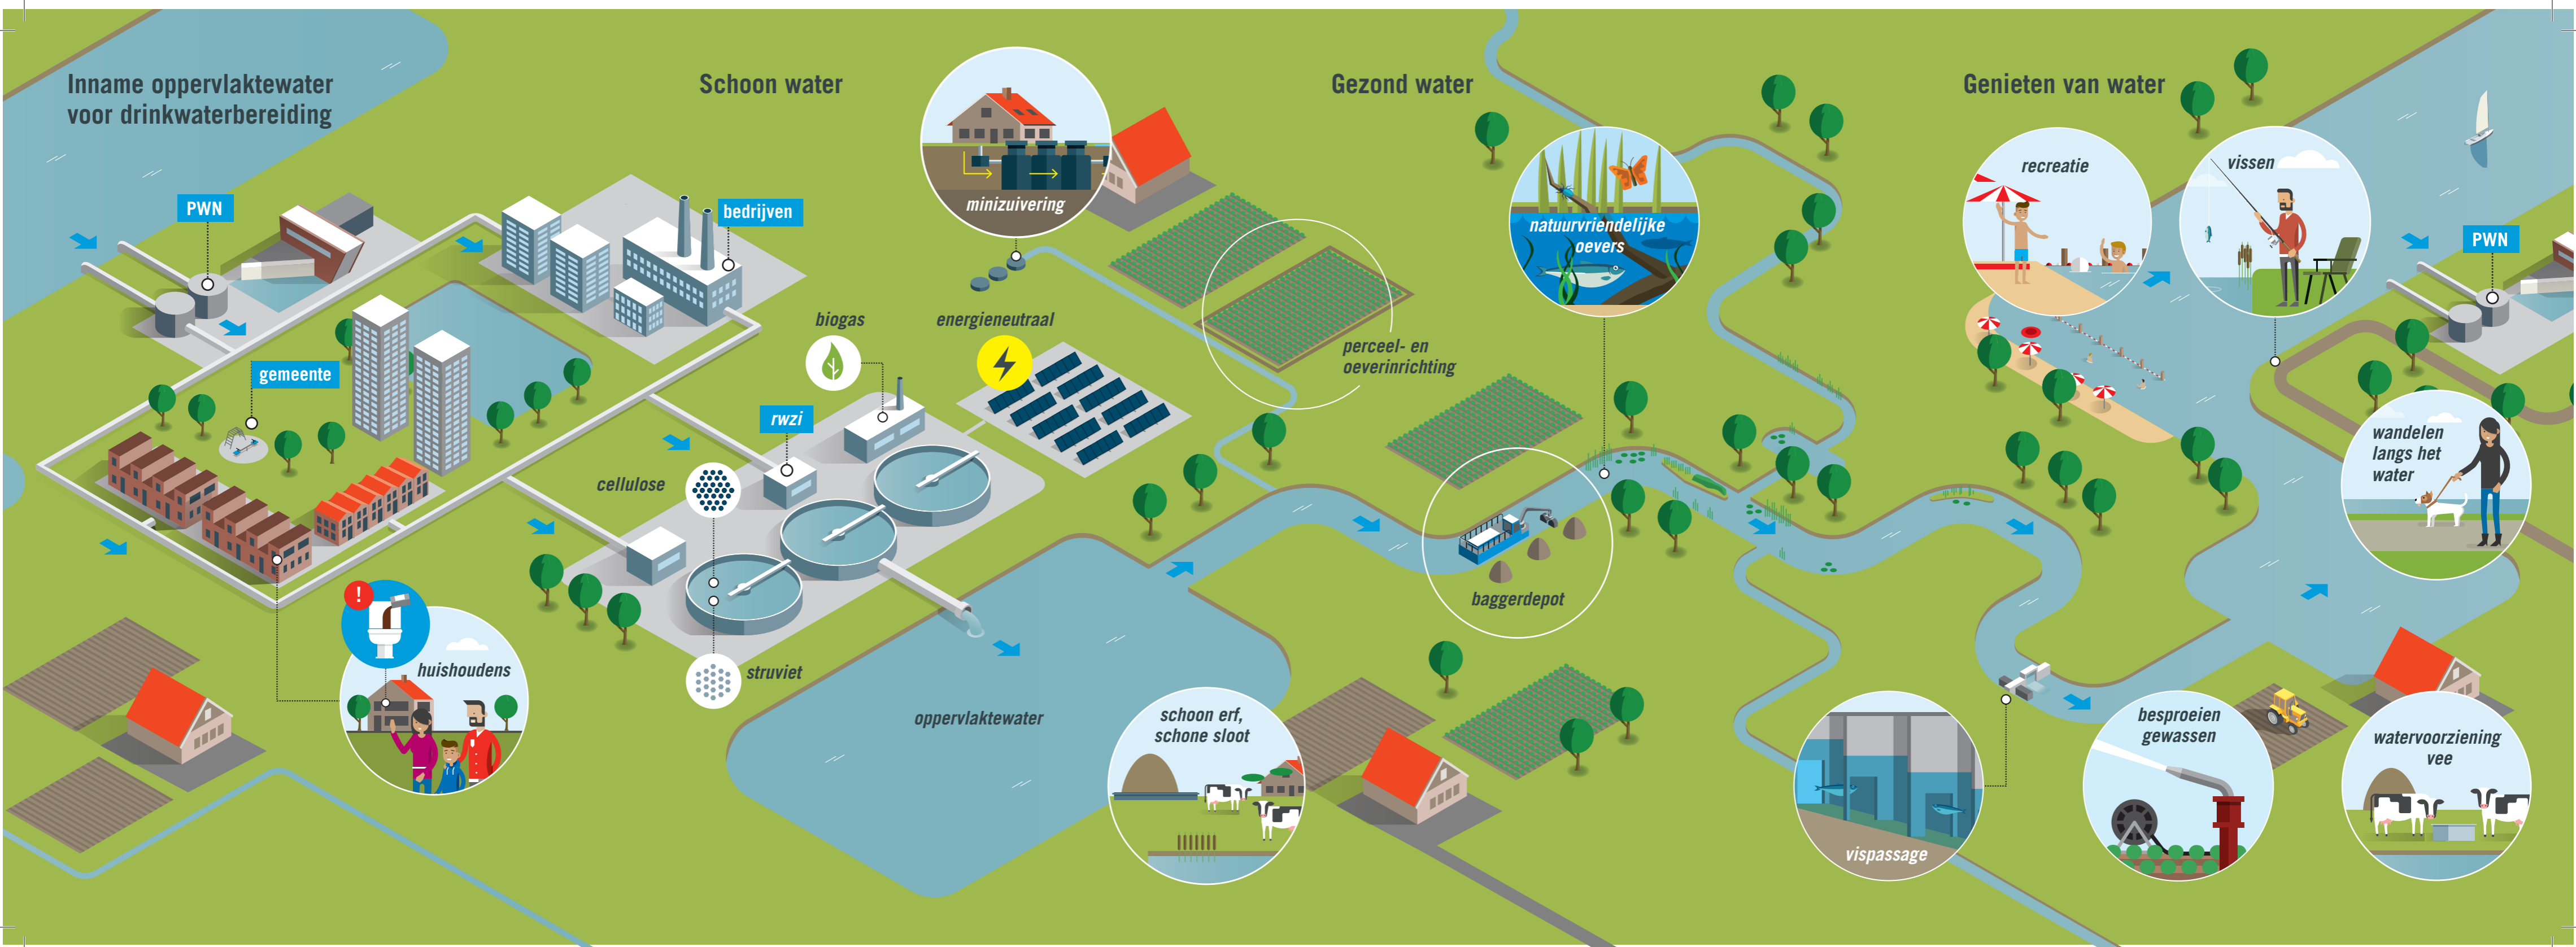 Inname oppervlaktewater
voor drinkwaterbereiding
Schoon water
Gezond water
Genieten van water
PWN
bedrijven
gemeente
!
huishoudens
minizuivering
biogas
energieneutraal
rwzi
cellulose
struviet
oppervlaktewater
perceel- en
oeverinrichting
natuurvriendelijke
oevers
baggerdepot
schoon erf,
schone sloot
recreatie
vissen
PWN
wandelen
langs het
water
vispassage
besproeien
gewassen
watervoorziening
vee